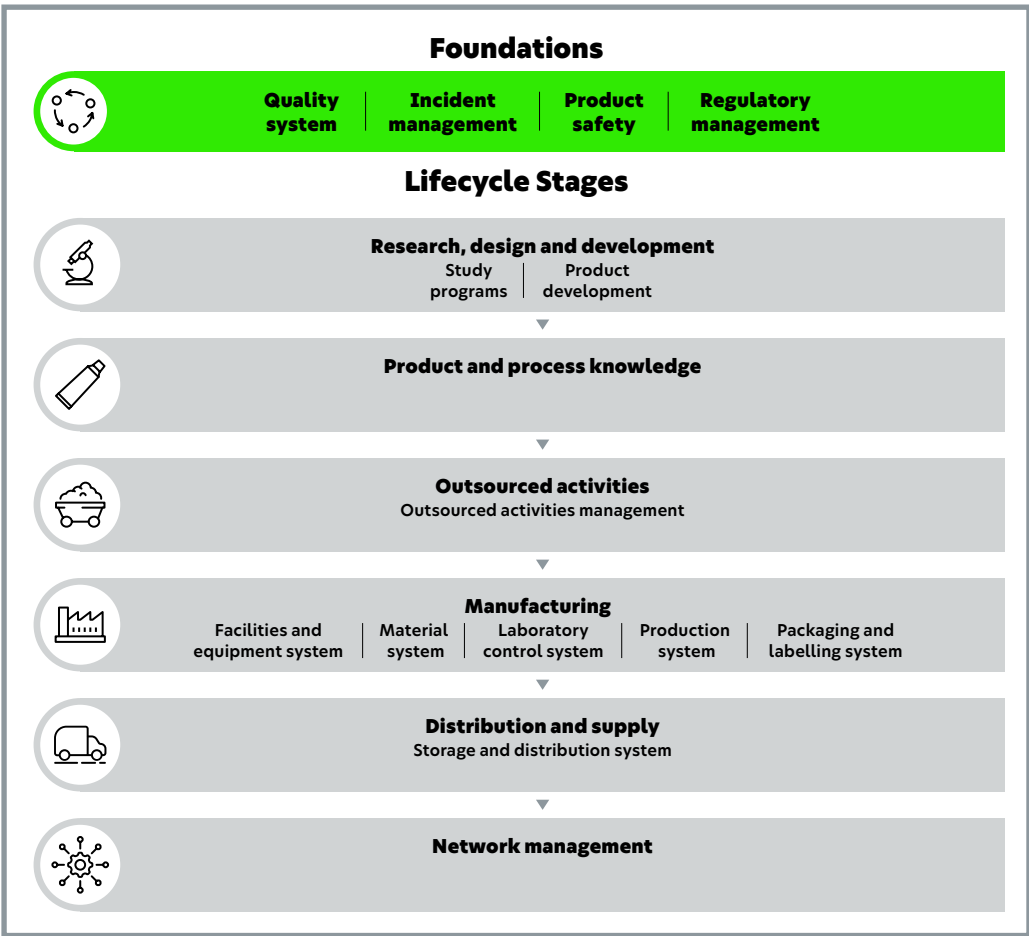 Foundations
Quality system
Incident management
Product safety
Regulatory management
Lifecycle Stages
Research, design and development
Study programs
Product development
Product and process knowledge
Outsourced activities
Outsourced activities management
Manufacturing
Facilities and equipment system
Material system
Laboratory control system
Production system
Packaging and labelling system
Distribution and supply
Storage and distribution system
Network management